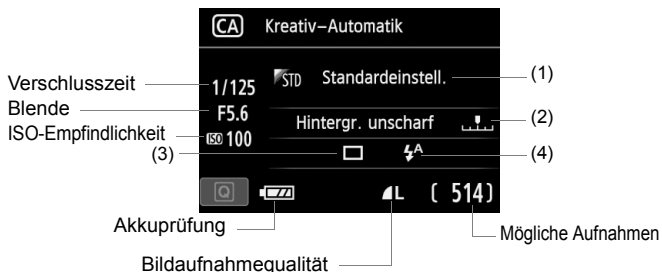 CA Kreativ–Automatik
Verschlusszeit 1/125 STD Standardeinstell. (1)
Blende F5.6 Hintergr. unscharf (2)
ISO-Empfindlichkeit ISO 100
(3) A (4)
Q L ( 514)
Akkuprüfung
Mögliche Aufnahmen
Bildaufnahmequalität